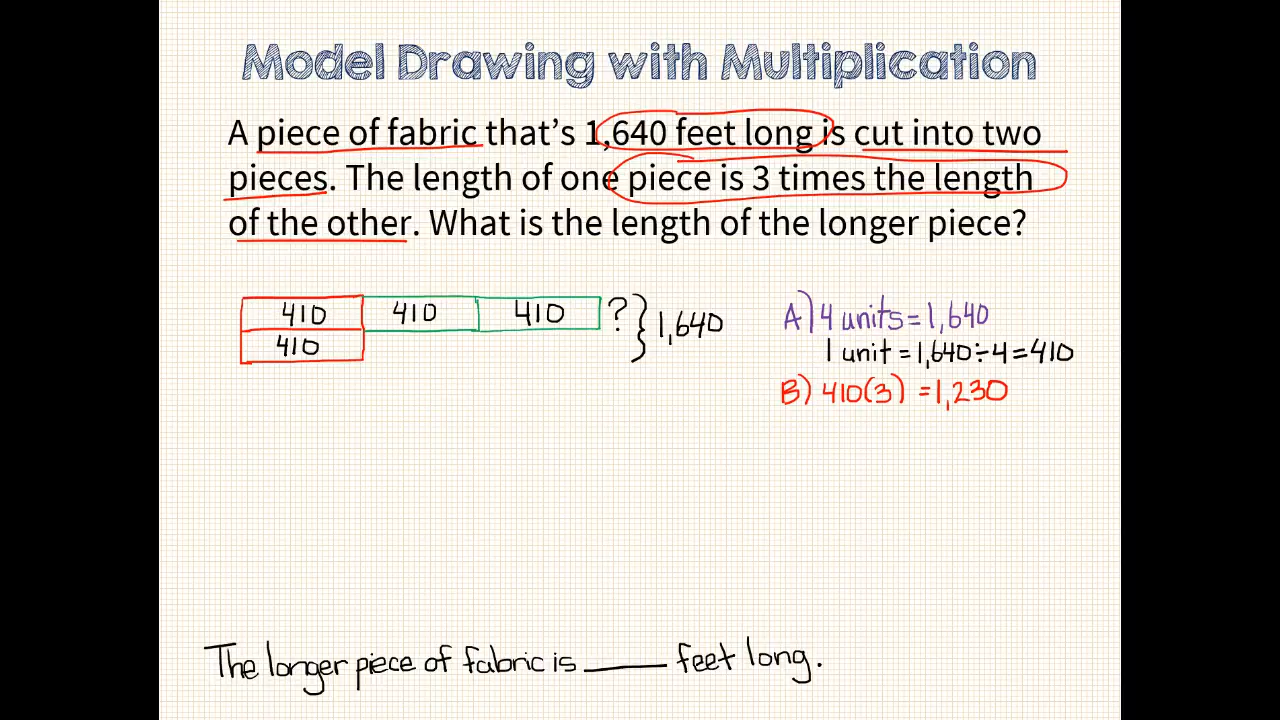 Model Drawing with Multiplication
A piece of fabric that's 1,640 feet long is cut into two
pieces. The length of one piece is 3 times the length
of the other. What is the length of the longer piece?
410 410 410 ? } 1,640
410
A) 4 units = 1,640
1 unit = 1,640 ÷ 4 = 410
B) 410(3) = 1,230
The longer piece of fabric is _____ feet long.